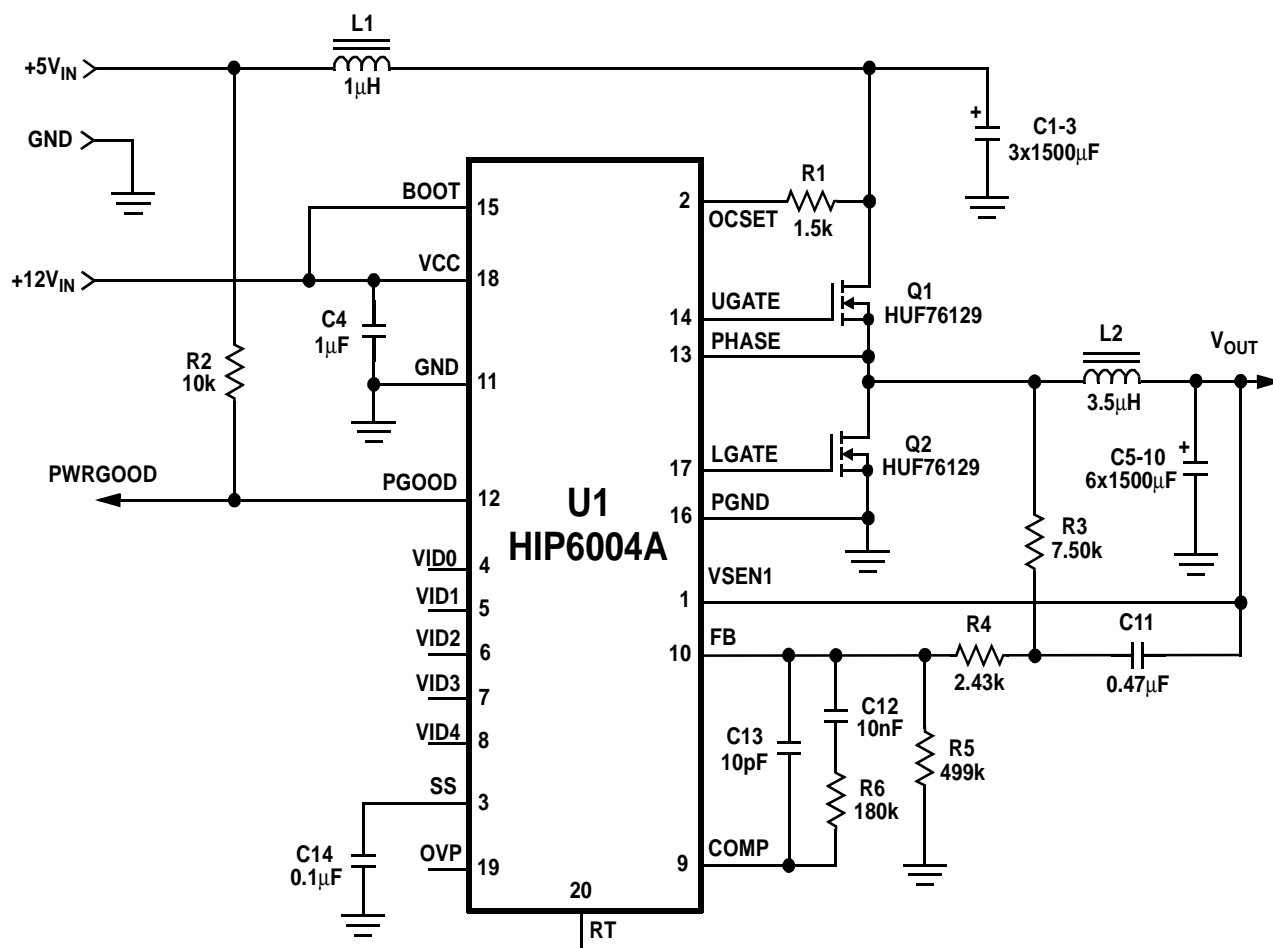 L1
+5VIN
1μH
GND
C1-3
3x1500μF
+
R1
1.5k
BOOT
15
2
OCSET
+12VIN
VCC
18
C4
1μF
UGATE
14
Q1
HUF76129
PHASE
13
R2
10k
GND
11
L2
3.5μH
VOUT
LGATE
17
Q2
HUF76129
+
C5-10
6x1500μF
PWRGOOD
PGOOD
12
PGND
16
U1
HIP6004A
R3
7.50k
VID0
4
VSEN1
1
VID1
5
VID2
6
FB
10
R4
2.43k
C11
0.47μF
VID3
7
VID4
8
C13
10pF
C12
10nF
R5
499k
R6
180k
SS
3
C14
0.1μF
OVP
19
COMP
9
20
RT